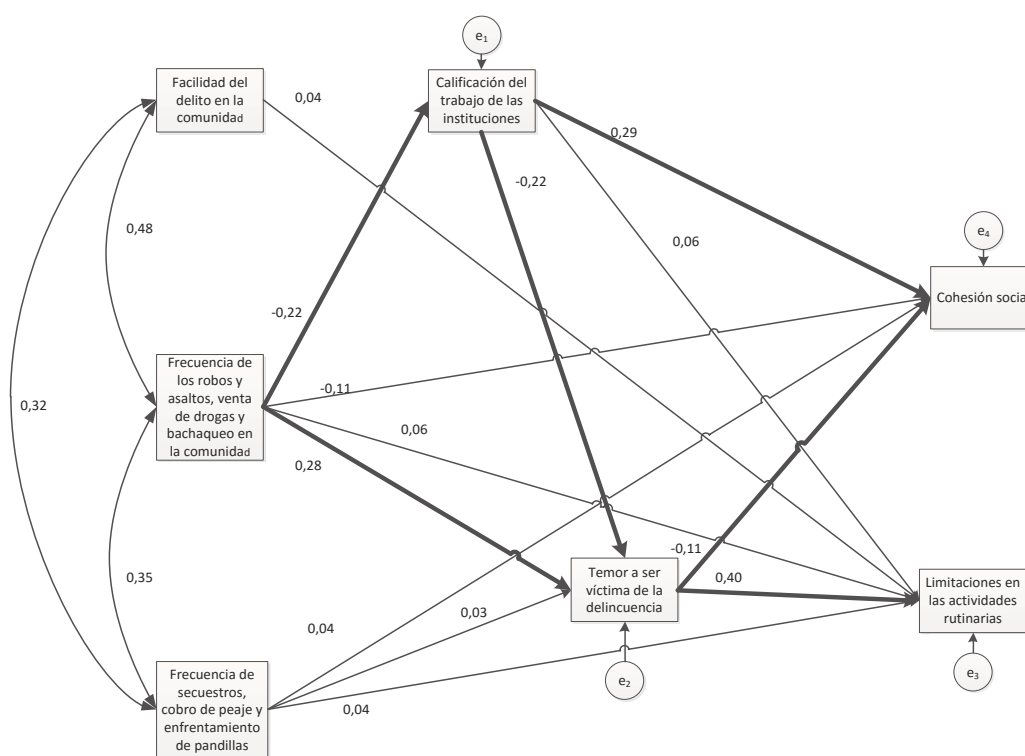 e1
Facilidad del
delito en la
comunidad
0,04
Calificación del
trabajo de las
instituciones
0,29
-0,22
0,48
0,06
e4
Cohesión social
-0,22
Frecuencia de
los robos y
asaltos, venta
de drogas y
bachaqueo en
la comunidad
-0,11
0,32
0,06
0,28
-0,11
0,35
Temor a ser
víctima de la
delincuencia
0,40
Limitaciones en
las actividades
rutinarias
0,04
0,03
e2
e3
Frecuencia de
secuestros,
cobro de peaje y
enfrentamiento
de pandillas
0,04